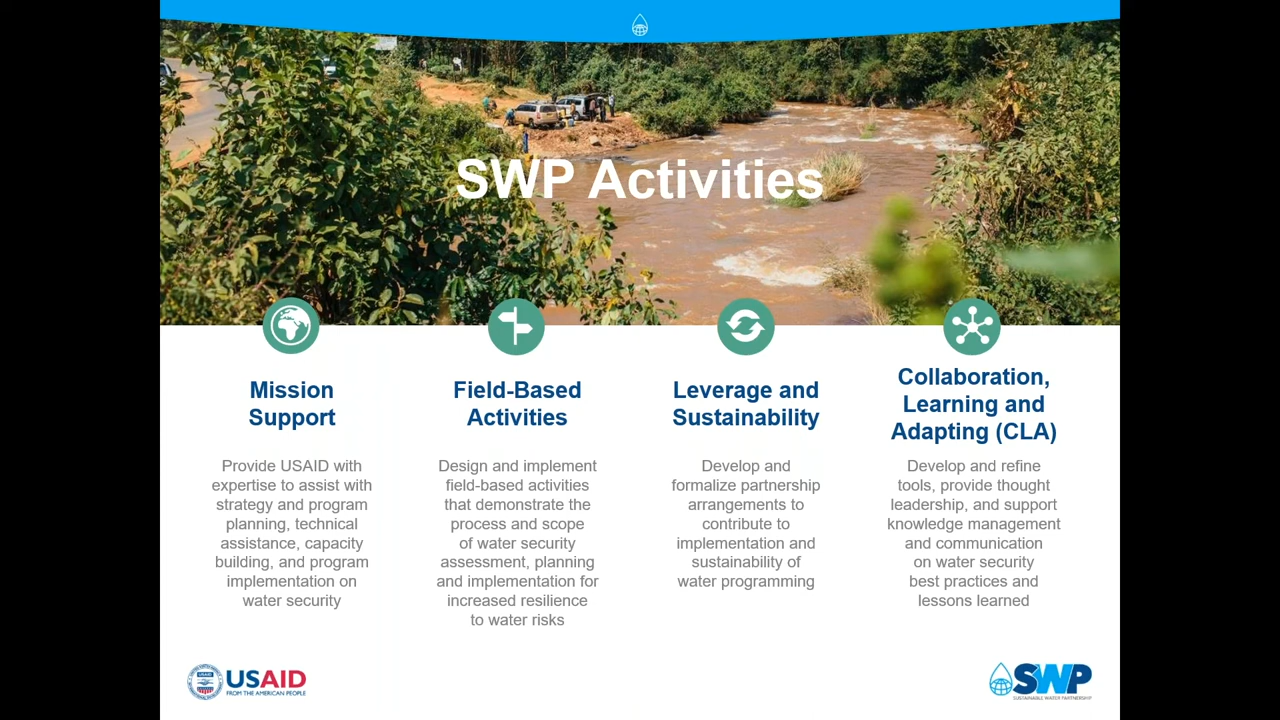 SWP Activities
Mission
Support
Provide USAID with
expertise to assist with
strategy and program
planning, technical
assistance, capacity
building, and program
implementation on
water security
Field-Based
Activities
Design and implement
field-based activities
that demonstrate the
process and scope
of water security
assessment, planning
and implementation for
increased resilience
to water risks
Leverage and
Sustainability
Develop and
formalize partnership
arrangements to
contribute to
implementation and
sustainability of
water programming
Collaboration,
Learning and
Adapting (CLA)
Develop and refine
tools, provide thought
leadership, and support
knowledge management
and communication
on water security
best practices and
lessons learned
USAID
FROM THE AMERICAN PEOPLE
SWP
SUSTAINABLE WATER PARTNERSHIP